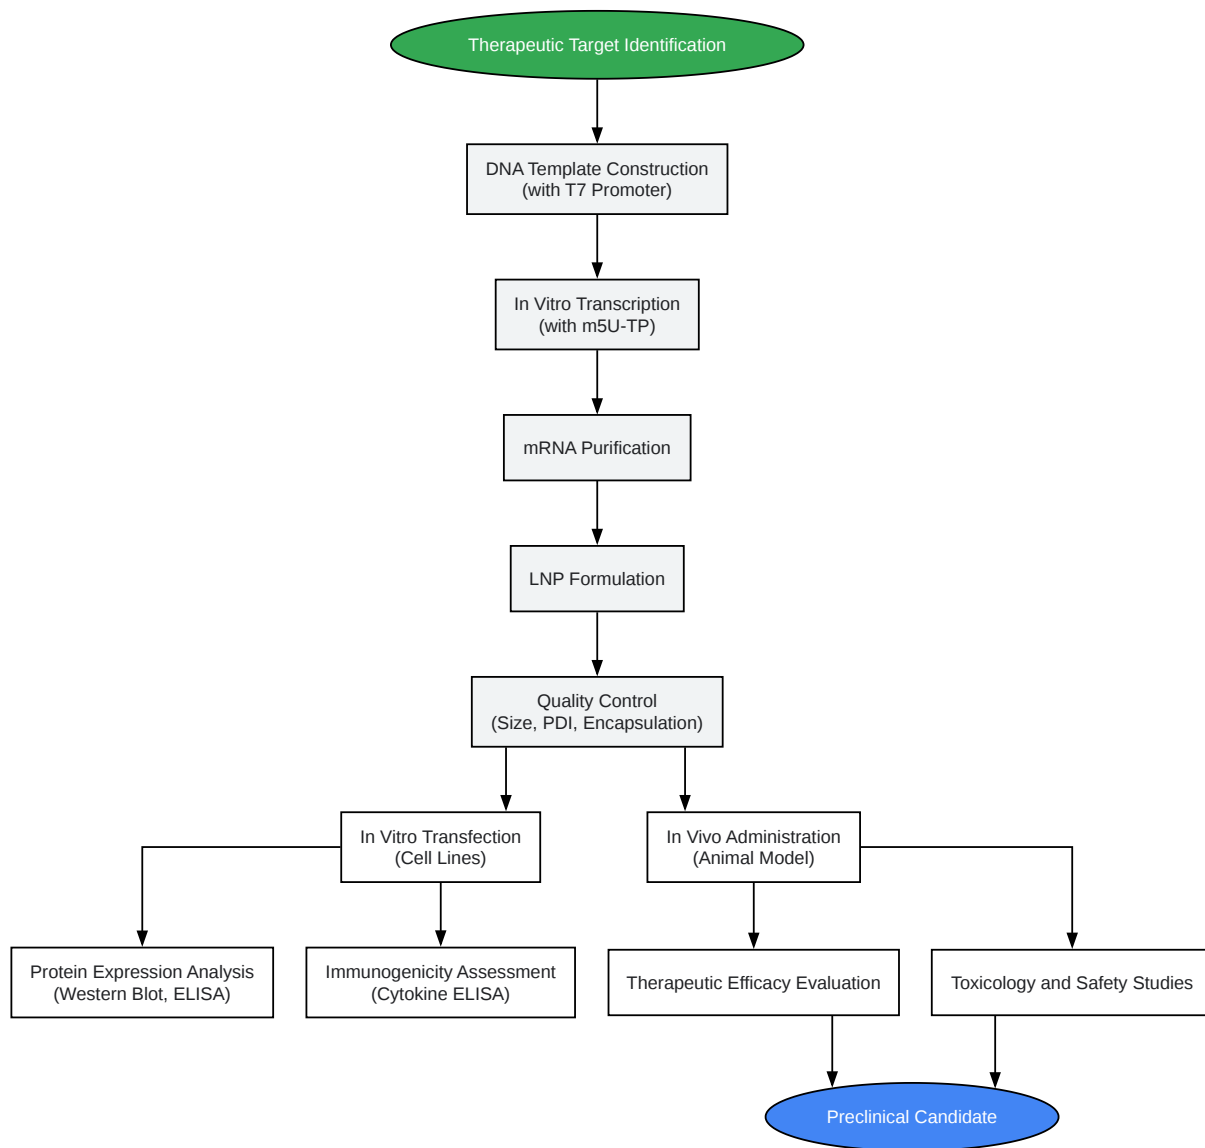 Therapeutic Target Identification
DNA Template Construction
(with T7 Promoter)
In Vitro Transcription
(with m5U-TP)
mRNA Purification
LNP Formulation
Quality Control
(Size, PDI, Encapsulation)
In Vitro Transfection
(Cell Lines)
In Vivo Administration
(Animal Model)
Protein Expression Analysis
(Western Blot, ELISA)
Immunogenicity Assessment
(Cytokine ELISA)
Therapeutic Efficacy Evaluation
Toxicology and Safety Studies
Preclinical Candidate